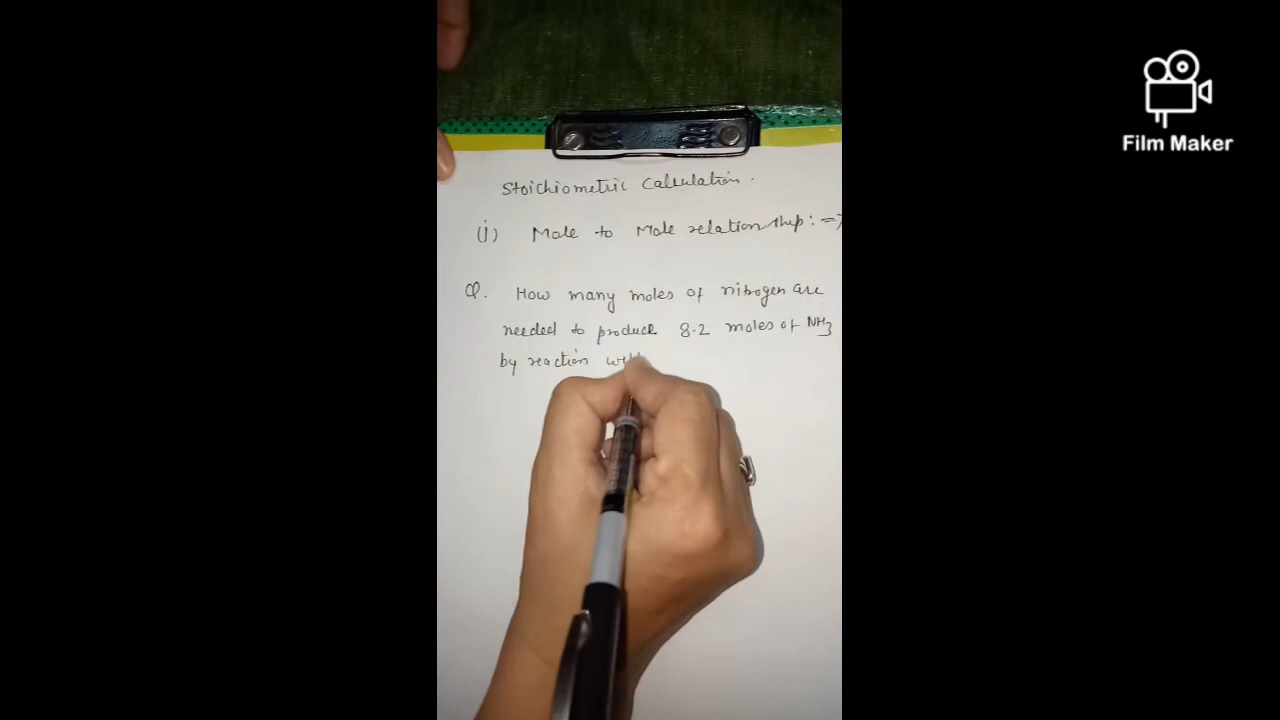 Stoichiometric Calculation.
(i) Mole to Mole relationship: =>
Q. How many moles of nitrogen are
needed to produce 8.2 moles of NH3
by reaction with
Film Maker